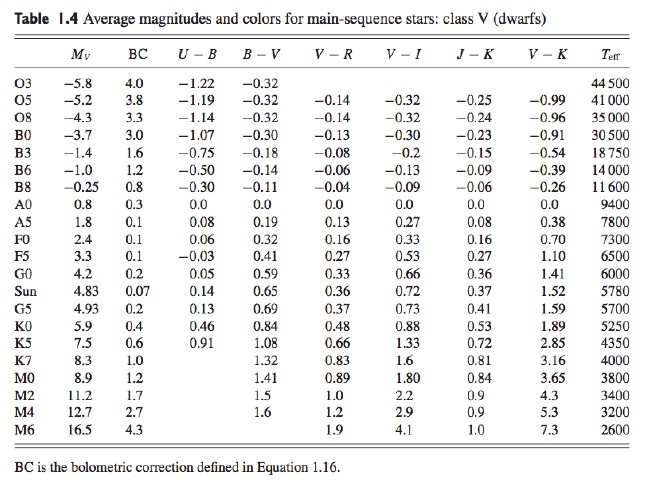 Table 1.4 Average magnitudes and colors for main-sequence stars: class V (dwarfs)
M_V BC U − B B − V V − R V − I J − K V − K T_eff
O3 −5.8 4.0 −1.22 −0.32 44 500
O5 −5.2 3.8 −1.19 −0.32 −0.14 −0.32 −0.25 −0.99 41 000
O8 −4.3 3.3 −1.14 −0.32 −0.14 −0.32 −0.24 −0.96 35 000
B0 −3.7 3.0 −1.07 −0.30 −0.13 −0.30 −0.23 −0.91 30 500
B3 −1.4 1.6 −0.75 −0.18 −0.08 −0.2 −0.15 −0.54 18 750
B6 −1.0 1.2 −0.50 −0.14 −0.06 −0.13 −0.09 −0.39 14 000
B8 −0.25 0.8 −0.30 −0.11 −0.04 −0.09 −0.06 −0.26 11 600
A0 0.8 0.3 0.0 0.0 0.0 0.0 0.0 0.0 9400
A5 1.8 0.1 0.08 0.19 0.13 0.27 0.08 0.38 7800
F0 2.4 0.1 0.06 0.32 0.16 0.33 0.16 0.70 7300
F5 3.3 0.1 −0.03 0.41 0.27 0.53 0.27 1.10 6500
G0 4.2 0.2 0.05 0.59 0.33 0.66 0.36 1.41 6000
Sun 4.83 0.07 0.14 0.65 0.36 0.72 0.37 1.52 5780
G5 4.93 0.2 0.13 0.69 0.37 0.73 0.41 1.59 5700
K0 5.9 0.4 0.46 0.84 0.48 0.88 0.53 1.89 5250
K5 7.5 0.6 0.91 1.08 0.66 1.33 0.72 2.85 4350
K7 8.3 1.0 1.32 0.83 1.6 0.81 3.16 4000
M0 8.9 1.2 1.41 0.89 1.80 0.84 3.65 3800
M2 11.2 1.7 1.5 1.0 2.2 0.9 4.3 3400
M4 12.7 2.7 1.6 1.2 2.9 0.9 5.3 3200
M6 16.5 4.3 1.9 4.1 1.0 7.3 2600
BC is the bolometric correction defined in Equation 1.16.